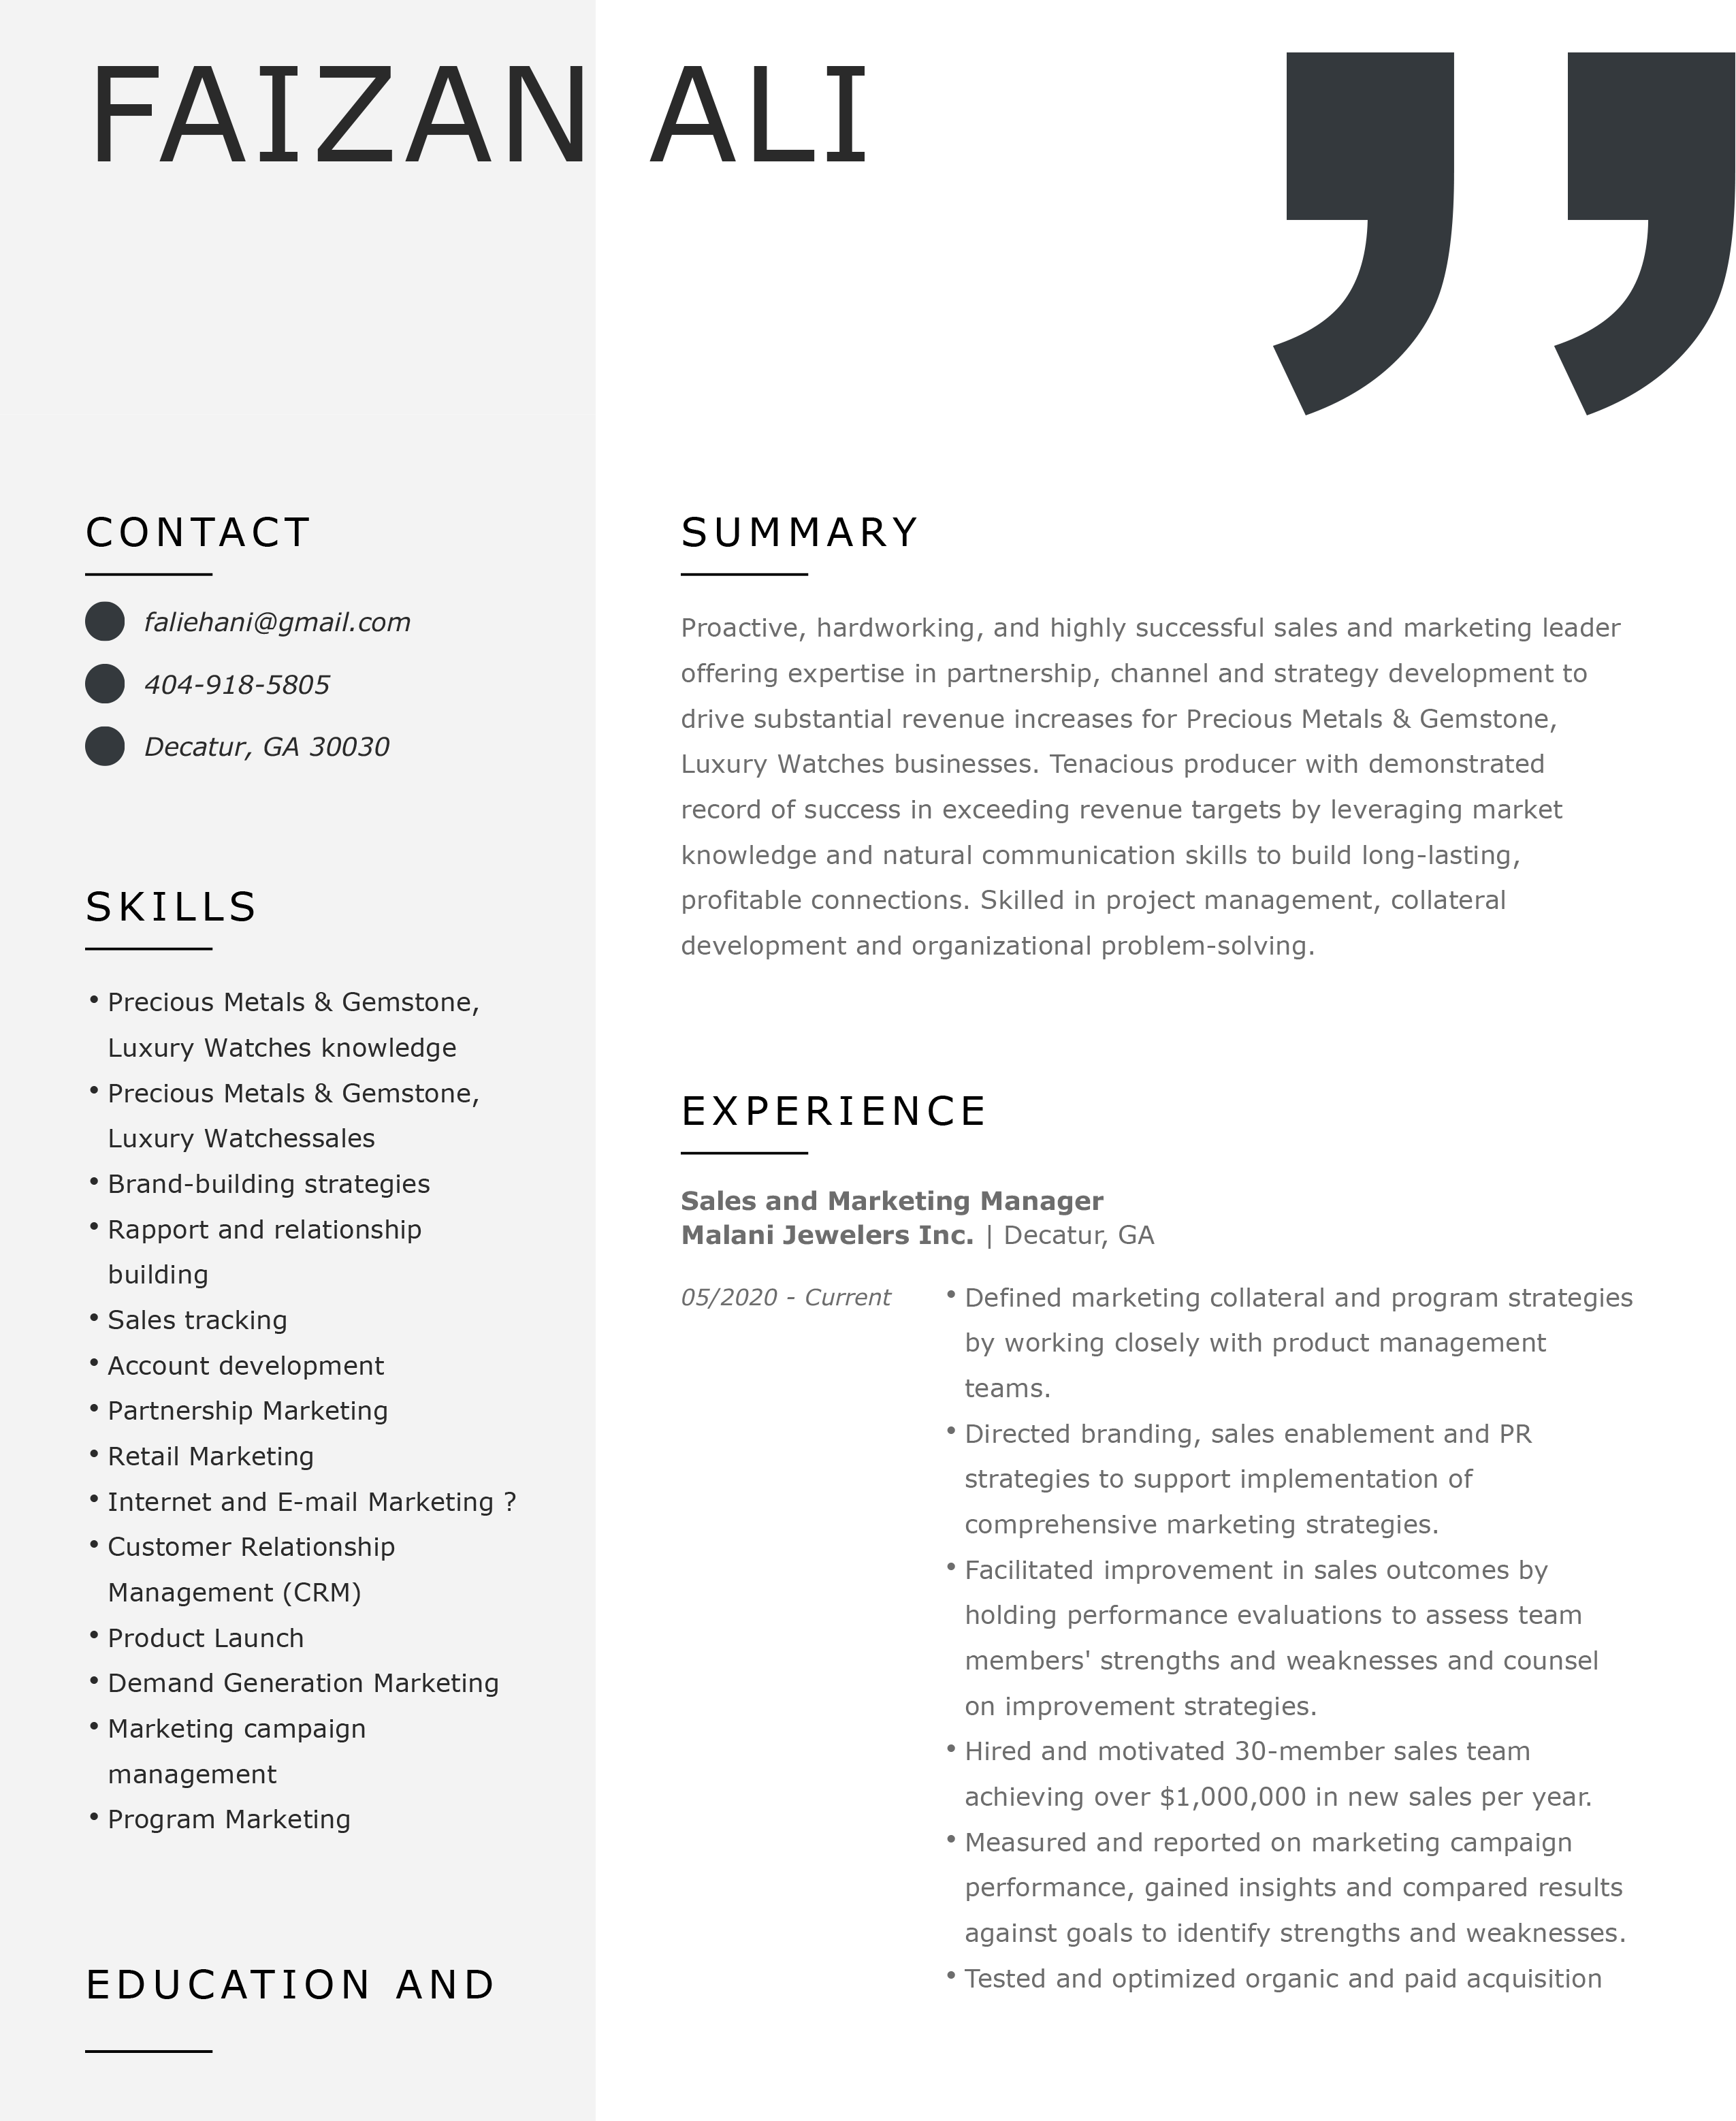 FAIZAN ALI
CONTACT
faliehani@gmail.com
404-918-5805
Decatur, GA 30030
SKILLS
• Precious Metals & Gemstone,
Luxury Watches knowledge
• Precious Metals & Gemstone,
Luxury Watchessales
• Brand-building strategies
• Rapport and relationship
building
• Sales tracking
• Account development
• Partnership Marketing
• Retail Marketing
• Internet and E-mail Marketing ?
• Customer Relationship
Management (CRM)
• Product Launch
• Demand Generation Marketing
• Marketing campaign
management
• Program Marketing
EDUCATION AND
SUMMARY
Proactive, hardworking, and highly successful sales and marketing leader
offering expertise in partnership, channel and strategy development to
drive substantial revenue increases for Precious Metals & Gemstone,
Luxury Watches businesses. Tenacious producer with demonstrated
record of success in exceeding revenue targets by leveraging market
knowledge and natural communication skills to build long-lasting,
profitable connections. Skilled in project management, collateral
development and organizational problem-solving.
EXPERIENCE
Sales and Marketing Manager
Malani Jewelers Inc. | Decatur, GA
05/2020 - Current
• Defined marketing collateral and program strategies
by working closely with product management
teams.
• Directed branding, sales enablement and PR
strategies to support implementation of
comprehensive marketing strategies.
• Facilitated improvement in sales outcomes by
holding performance evaluations to assess team
members' strengths and weaknesses and counsel
on improvement strategies.
• Hired and motivated 30-member sales team
achieving over $1,000,000 in new sales per year.
• Measured and reported on marketing campaign
performance, gained insights and compared results
against goals to identify strengths and weaknesses.
• Tested and optimized organic and paid acquisition